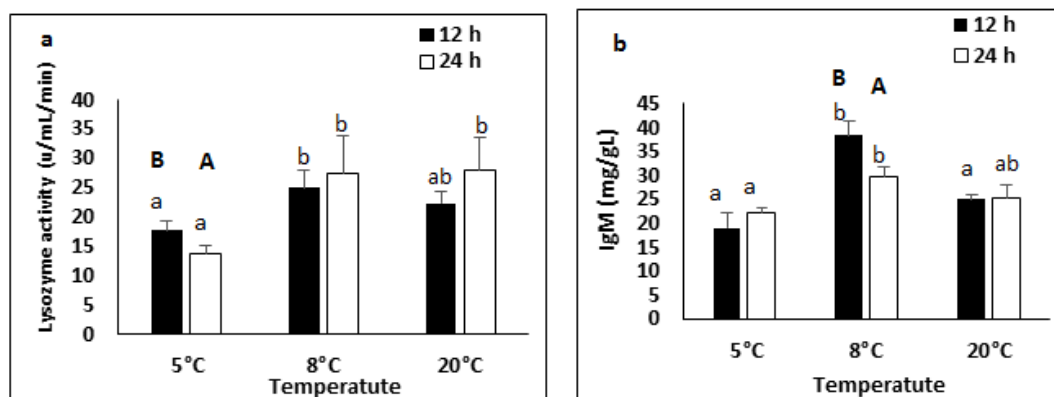 a
12 h
24 h
Lysozyme activity (u/mL/min)
40
35
30
25
20
15
10
5
0
B A
a a
b b
ab b
5°C 8°C 20°C
Temperatute
b
12 h
24 h
IgM (mg/gL)
45
40
35
30
25
20
15
10
5
0
B A
a a
b b
a ab
5°C 8°C 20°C
Temperatute